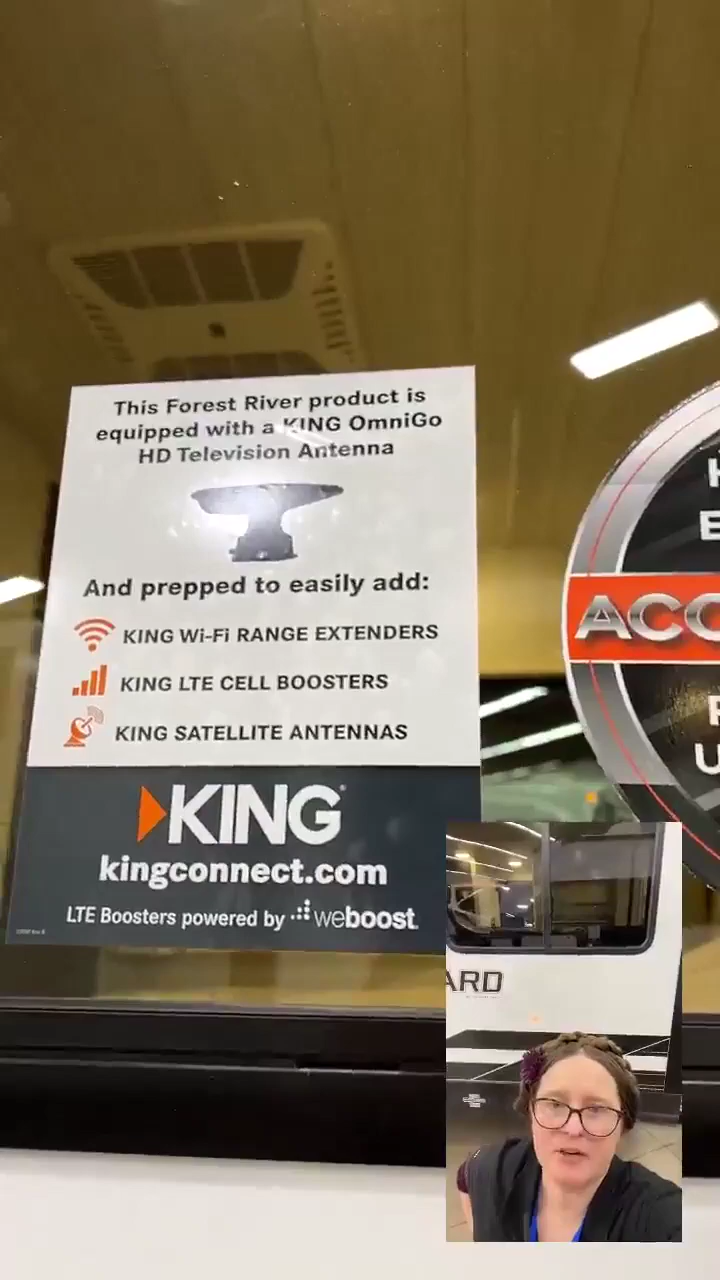 This Forest River product is
equipped with a KING OmniGo
HD Television Antenna
And prepped to easily add:
KING Wi-Fi RANGE EXTENDERS
KING LTE CELL BOOSTERS
KING SATELLITE ANTENNAS
KING
kingconnect.com
LTE Boosters powered by weboost
ACC
ARD